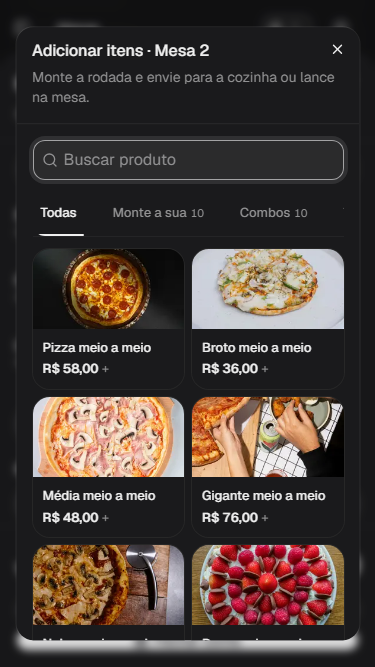 Adicionar itens · Mesa 2
Monte a rodada e envie para a cozinha ou lance
na mesa.
Buscar produto
Todas
Monte a sua 10
Combos 10
Pizza meio a meio
R$ 58,00 +
Broto meio a meio
R$ 36,00 +
Média meio a meio
R$ 48,00 +
Gigante meio a meio
R$ 76,00 +